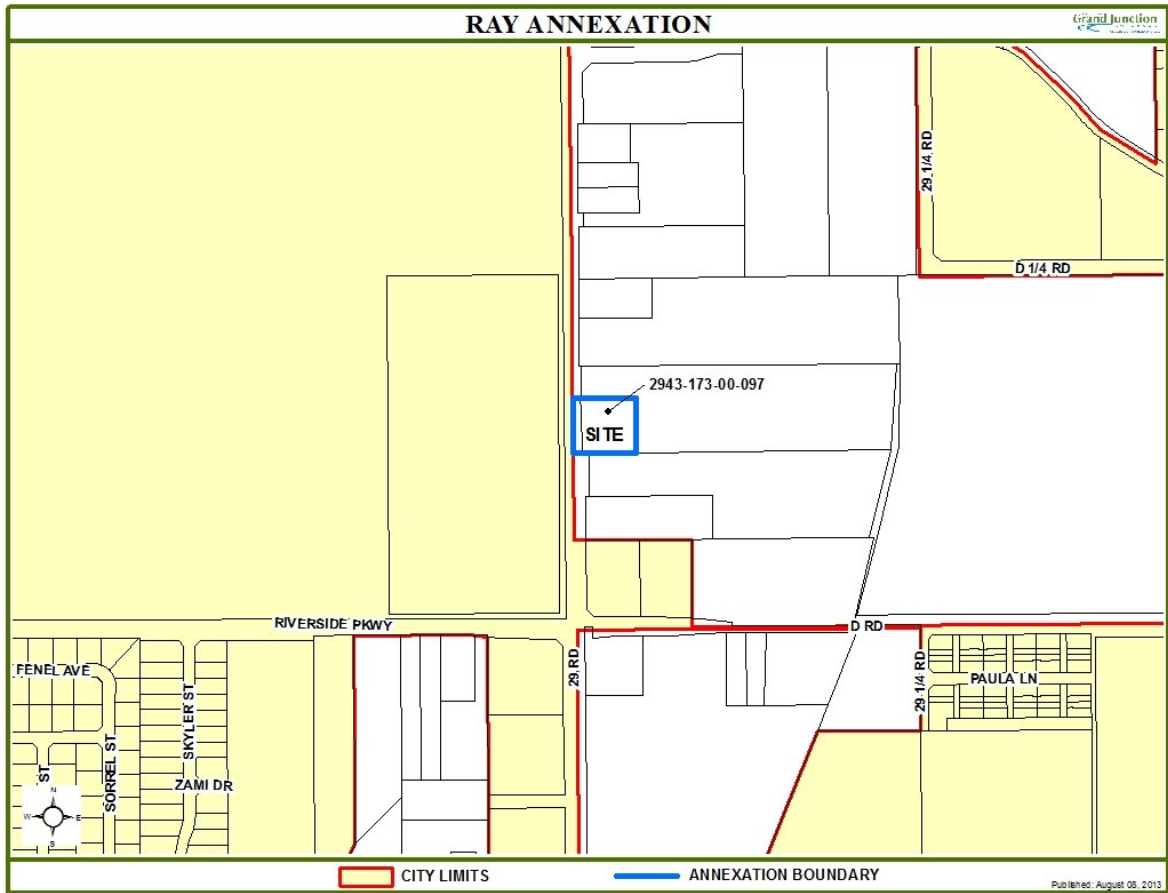 RAY ANNEXATION
Grand Junction
29 1/4 RD
D 1/4 RD
2943-173-00-097
SITE
RIVERSIDE PKWY
D RD
FENEL AVE
SKYLER ST
29 RD
29 1/4 RD
PAULA LN
ST
SORREL ST
ZAMI DR
N
W
E
S
CITY LIMITS
ANNEXATION BOUNDARY
Published: August 08, 2013